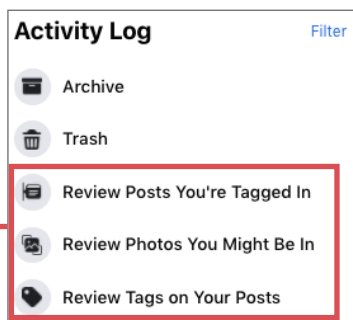 Activity Log
Filter
Archive
Trash
Review Posts You're Tagged In
Review Photos You Might Be In
Review Tags on Your Posts